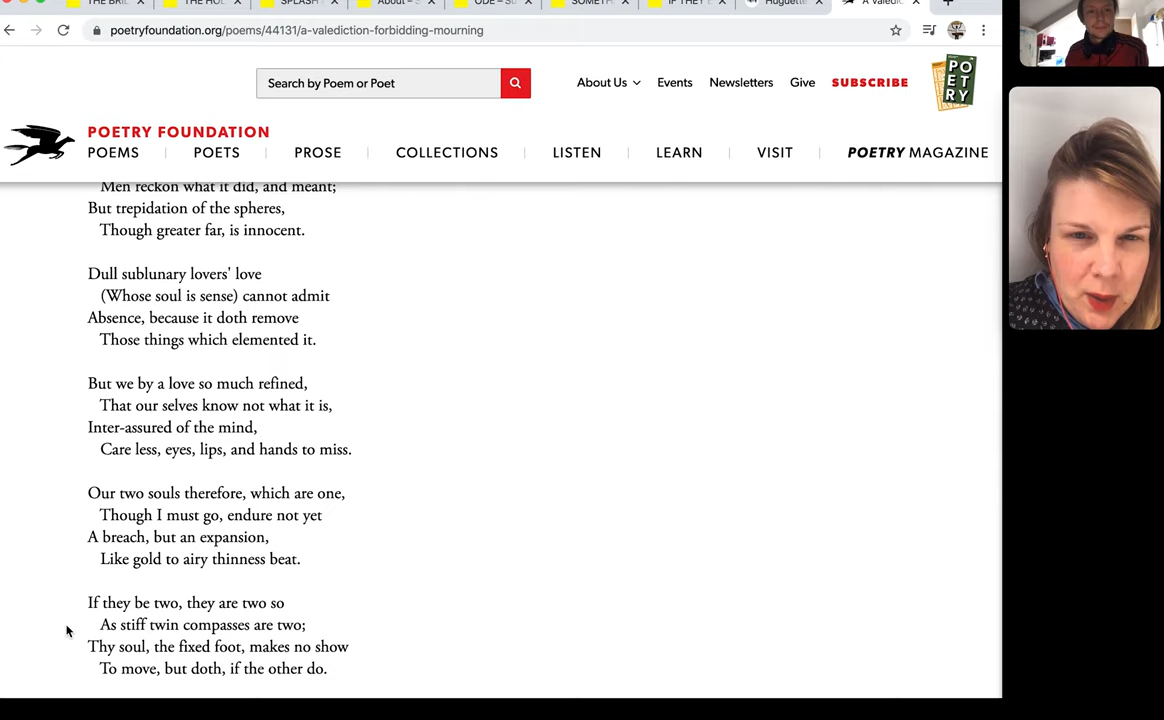 THE BRI
THE HO
SPLASH
About – S
ODE – Su
SOMETH
IF THEY E
Huguette
A Valedic
poetryfoundation.org/poems/44131/a-valediction-forbidding-mourning
Search by Poem or Poet
About Us
Events
Newsletters
Give
SUBSCRIBE
PO
ET
RY
POETRY FOUNDATION
POEMS
POETS
PROSE
COLLECTIONS
LISTEN
LEARN
VISIT
POETRY MAGAZINE
Men reckon what it did, and meant;
But trepidation of the spheres,
Though greater far, is innocent.
Dull sublunary lovers' love
(Whose soul is sense) cannot admit
Absence, because it doth remove
Those things which elemented it.
But we by a love so much refined,
That our selves know not what it is,
Inter-assured of the mind,
Care less, eyes, lips, and hands to miss.
Our two souls therefore, which are one,
Though I must go, endure not yet
A breach, but an expansion,
Like gold to airy thinness beat.
If they be two, they are two so
As stiff twin compasses are two;
Thy soul, the fixed foot, makes no show
To move, but doth, if the other do.